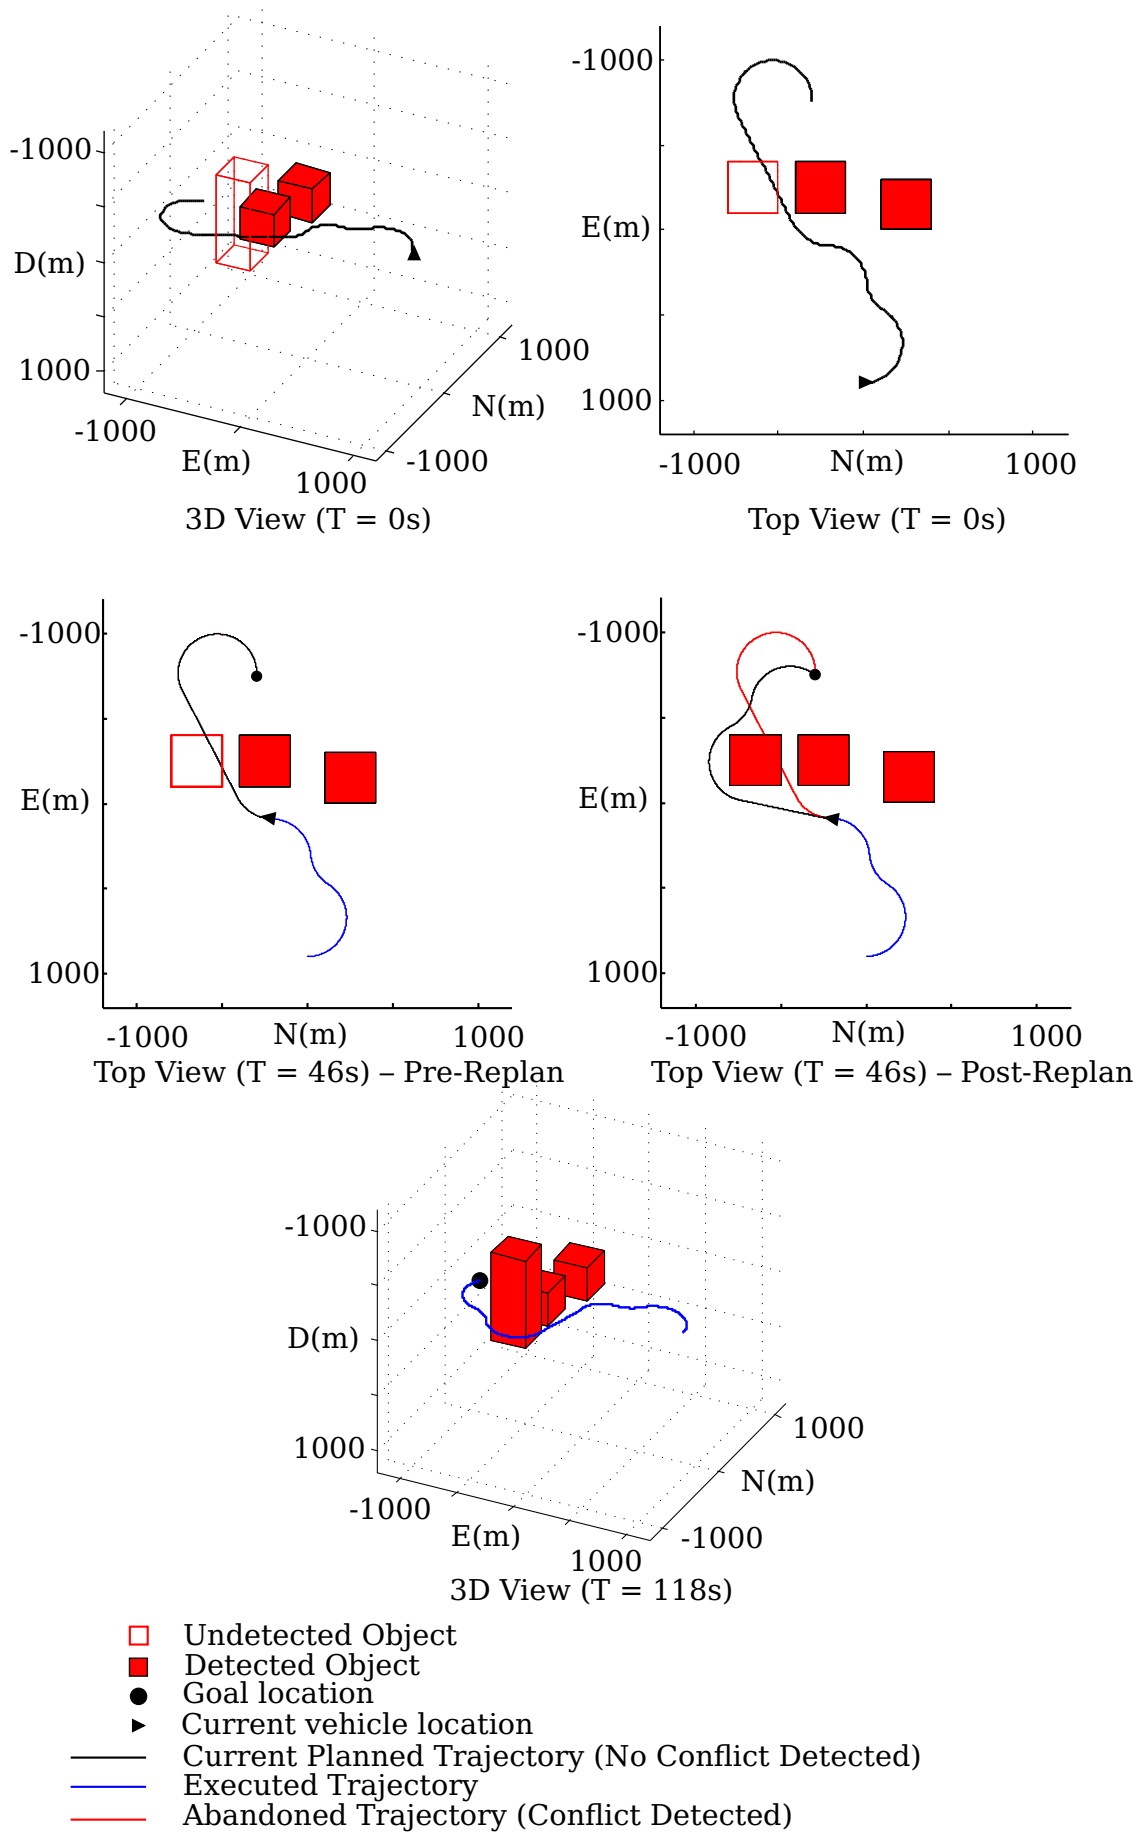 -1000
D(m)
1000
-1000
E(m)
1000
1000
N(m)
-1000
3D View (T = 0s)
-1000
E(m)
1000
-1000
N(m)
1000
Top View (T = 0s)
-1000
E(m)
1000
-1000
N(m)
1000
Top View (T = 46s) – Pre-Replan
-1000
E(m)
1000
-1000
N(m)
1000
Top View (T = 46s) – Post-Replan
-1000
D(m)
1000
-1000
E(m)
1000
1000
N(m)
-1000
3D View (T = 118s)
Undetected Object
Detected Object
Goal location
Current vehicle location
Current Planned Trajectory (No Conflict Detected)
Executed Trajectory
Abandoned Trajectory (Conflict Detected)